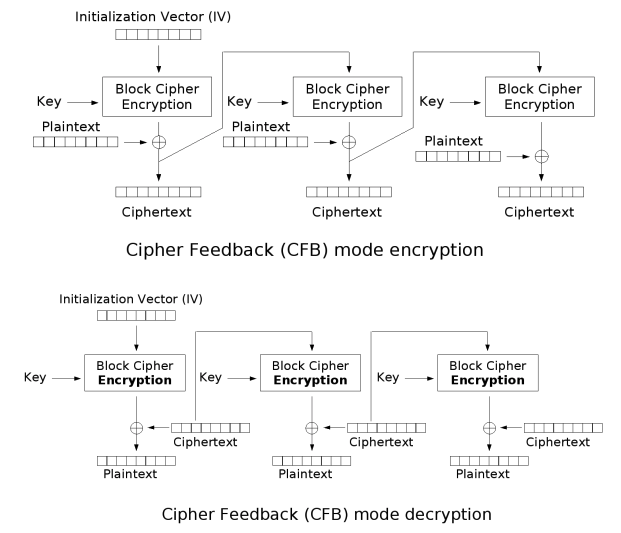 Initialization Vector (IV)
Block Cipher
Encryption
Block Cipher
Encryption
Block Cipher
Encryption
Key
Key
Key
Plaintext
Plaintext
Plaintext
Ciphertext
Ciphertext
Ciphertext
Cipher Feedback (CFB) mode encryption
Initialization Vector (IV)
Block Cipher
Encryption
Block Cipher
Encryption
Block Cipher
Encryption
Key
Key
Key
Ciphertext
Ciphertext
Ciphertext
Plaintext
Plaintext
Plaintext
Cipher Feedback (CFB) mode decryption